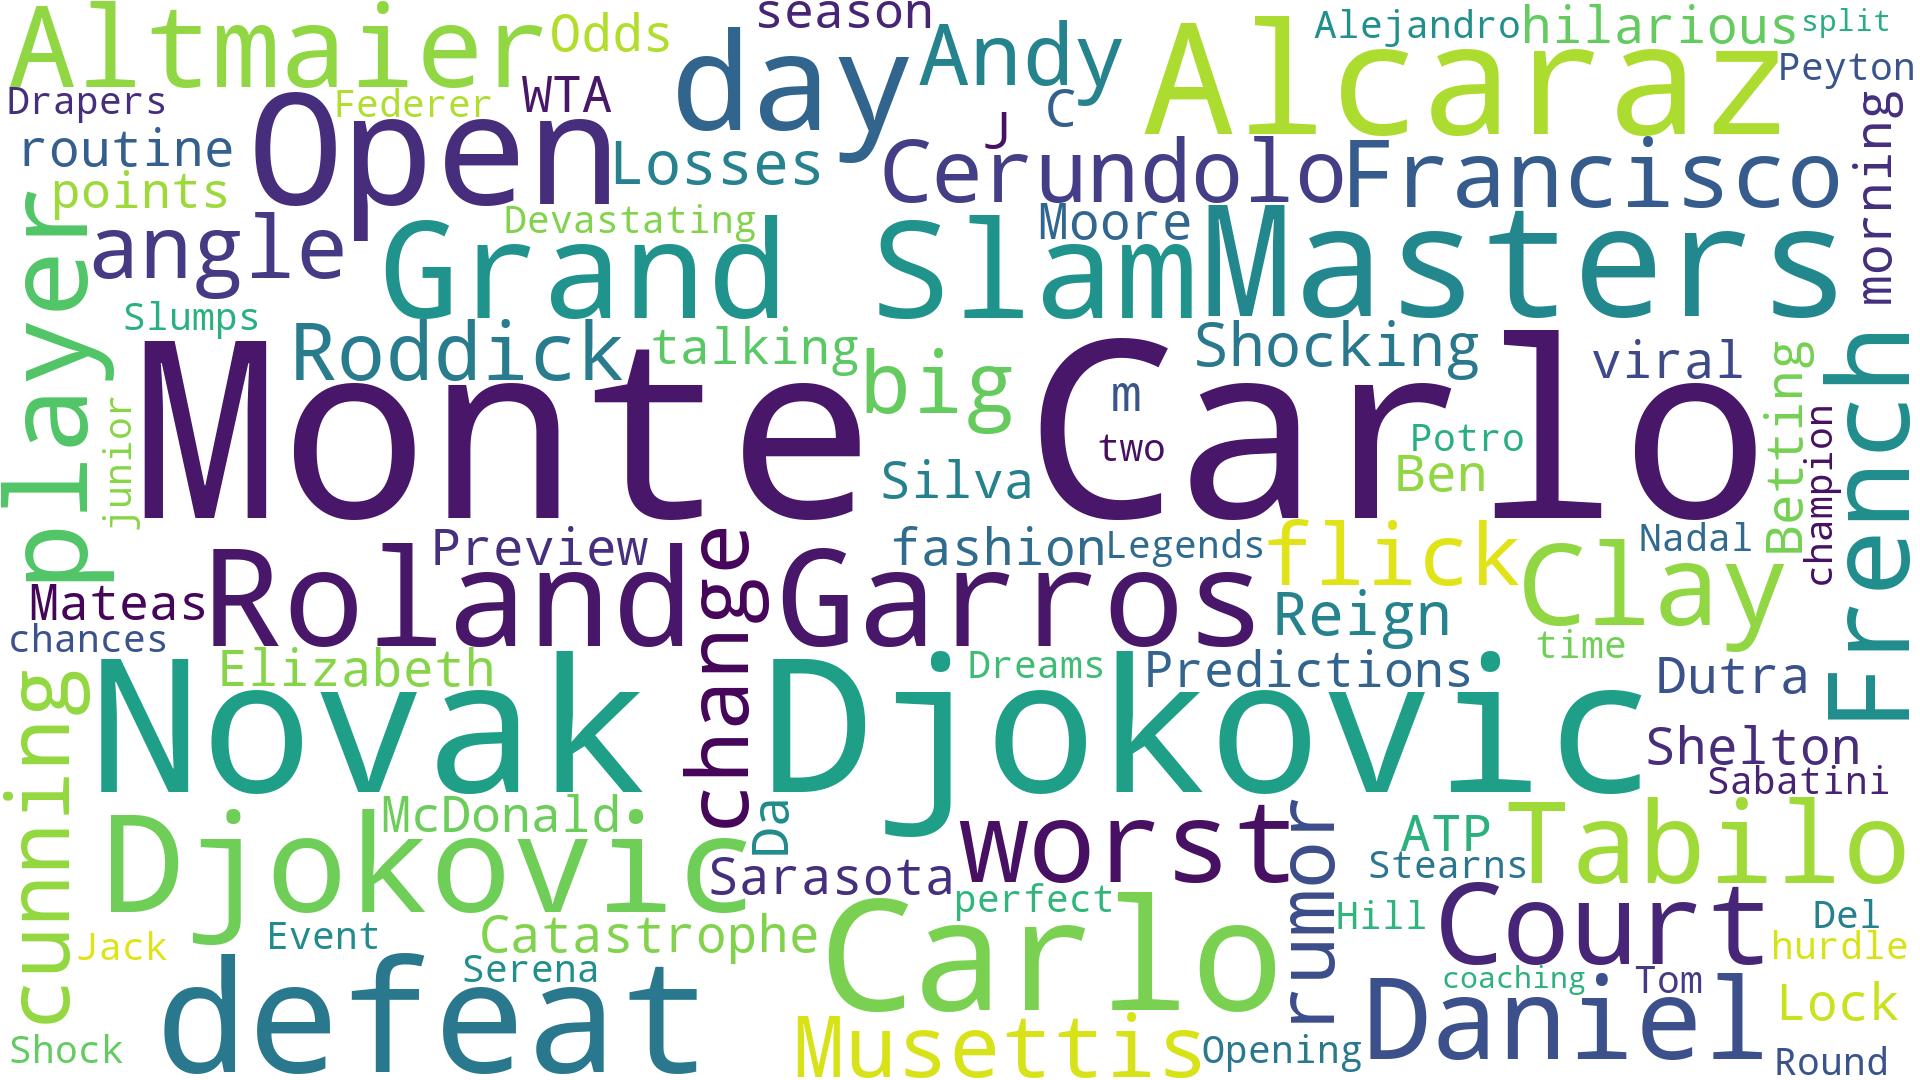 Altmaier
Odds
season
day
Andy
Alcaraz
Alejandro
hilarious
split
Peyton
Drapers
Federer
WTA
Open
J
C
routine
Losses
Cerundolo
Francisco
morning
points
player
angle
Devastating
Grand Slam
Moore
Masters
Slumps
Roddick
talking
big
Shocking
viral
Monte Carlo
m
two
Potro
Ben
Betting
champion
French
junior
Silva
Preview
fashion
Legends
flick
Clay
Nadal
Mateas
Roland Garros
change
Reign
chances
time
Elizabeth
Dreams
Predictions
Dutra
cunning
Novak Djokovic
Shelton
Sabatini
McDonald
Djokovic
Da
worst
rumor
ATP
Tabilo
Sarasota
Stearns
perfect
Carlo
Hill
Court
Del
Jack
Event
Catastrophe
hurdle
Serena
defeat
coaching
Tom
Daniel
Lock
Shock
Musettis
Opening
Round